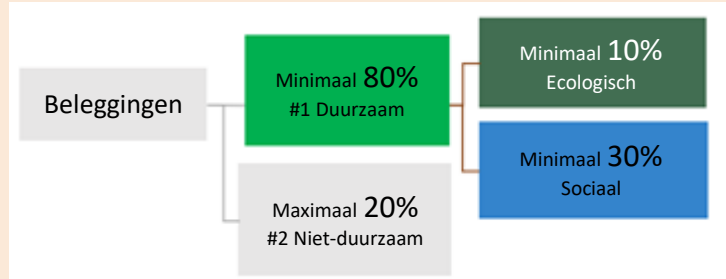 Beleggingen
Minimaal 80%
#1 Duurzaam
Maximaal 20%
#2 Niet-duurzaam
Minimaal 10%
Ecologisch
Minimaal 30%
Sociaal